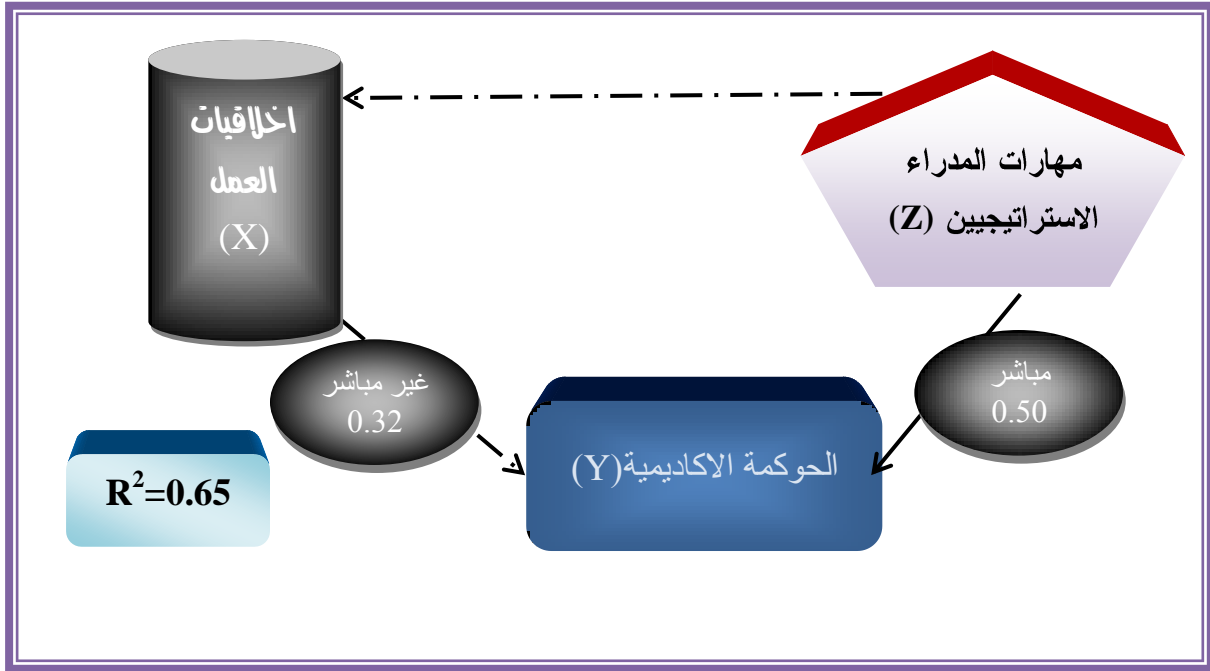 اخلاقيات
العمل
(X)
مهارات المدراء
الاستراتيجيين (Z)
غير مباشر
0.32
مباشر
0.50
الحوكمة الاكاديمية(Y)
R²=0.65